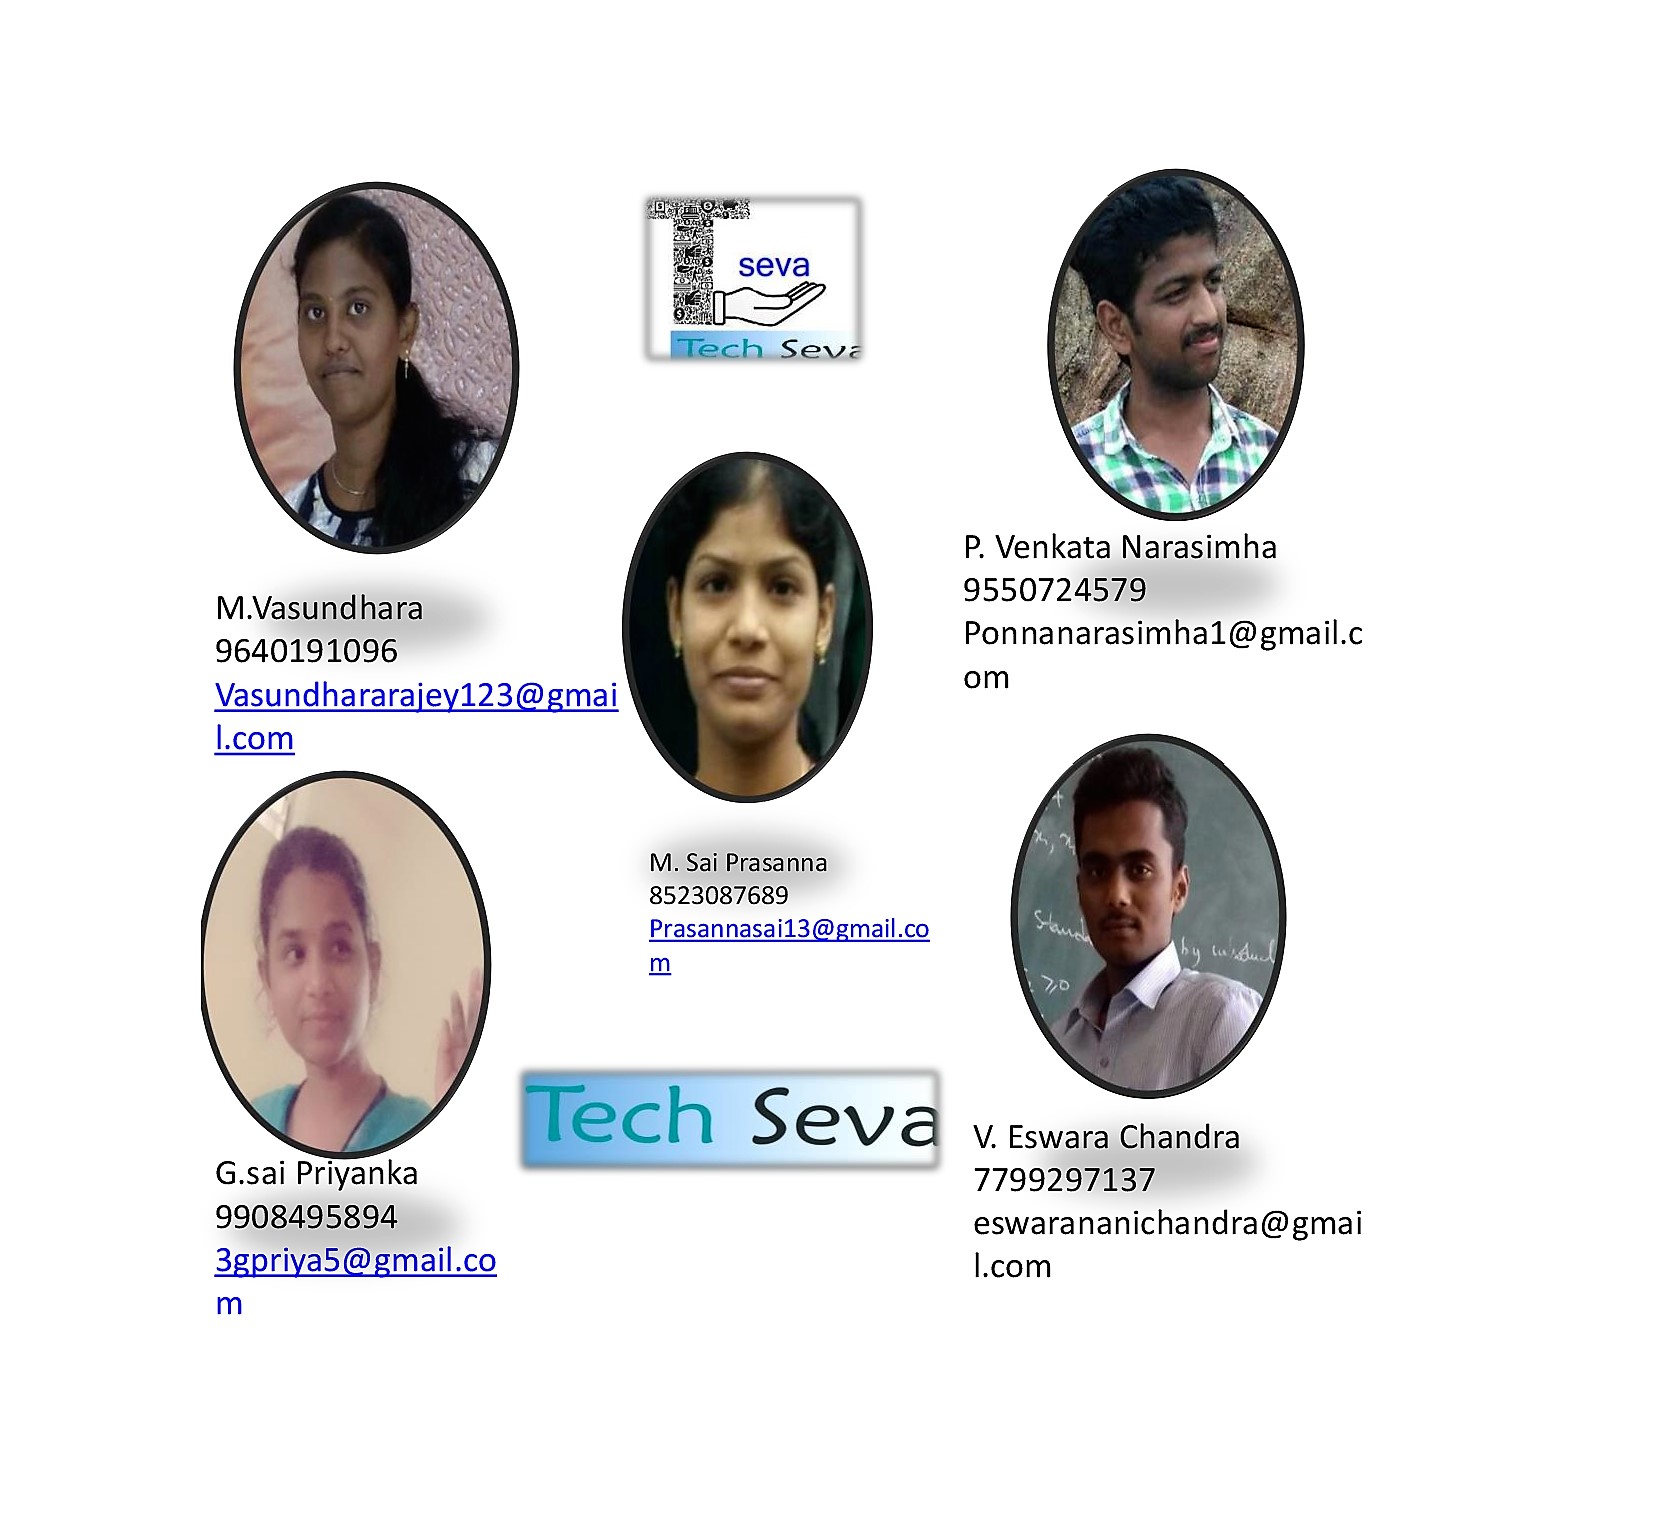 seva
Tech Seva
M.Vasundhara
9640191096
Vasundhararajey123@gmai
l.com
P. Venkata Narasimha
9550724579
Ponnanarasimha1@gmail.c
om
M. Sai Prasanna
8523087689
Prasannasai13@gmail.co
m
G.sai Priyanka
9908495894
3gpriya5@gmail.co
m
Tech Seva
V. Eswara Chandra
7799297137
eswarananichandra@gmai
l.com